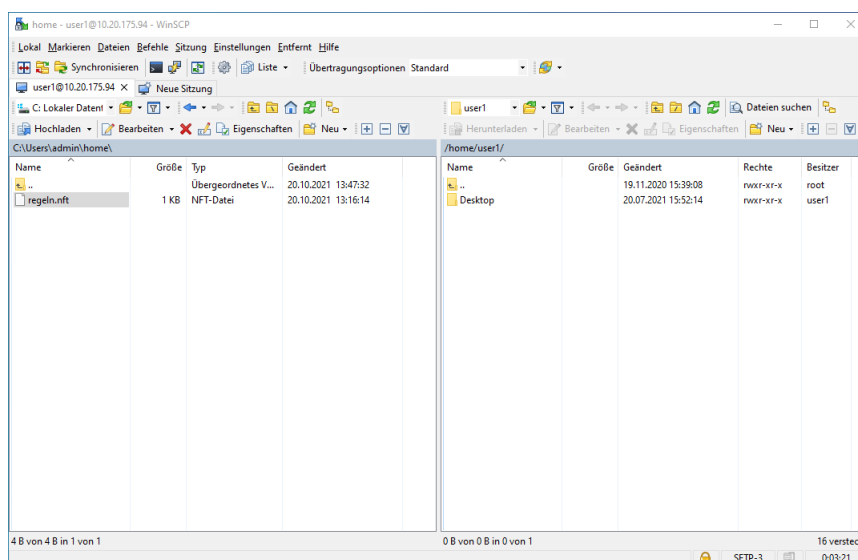 home - user1@10.20.175.94 - WinSCP
Lokal Markieren Dateien Befehle Sitzung Einstellungen Entfernt Hilfe
Synchronisieren Liste Übertragungsoptionen Standard
user1@10.20.175.94 Neue Sitzung
C: Lokaler Datent user1 Dateien suchen
Hochladen Bearbeiten Eigenschaften Neu Herunterladen Bearbeiten Eigenschaften Neu
C:\Users\admin\home\ /home/user1/
Name Größe Typ Geändert Name Größe Geändert Rechte Besitzer
.. Übergeordnetes V... 20.10.2021 13:47:32 .. 19.11.2020 15:39:08 rwxr-xr-x root
regeln.nft 1 KB NFT-Datei 20.10.2021 13:16:14 Desktop 20.07.2021 15:52:14 rwxr-xr-x user1
4 B von 4 B in 1 von 1 0 B von 0 B in 0 von 1 16 verstec
SFTP-3 0:03:21